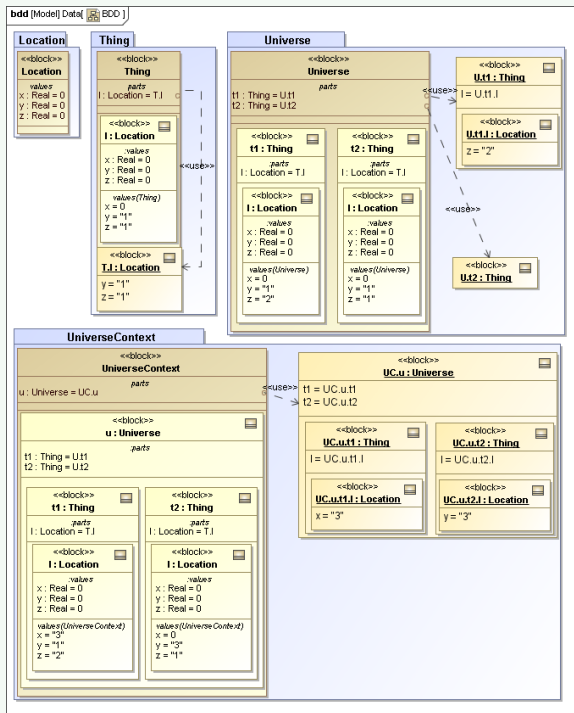 bdd [Model] Data[ BDD ]
Location
<<block>>
Location
values
x : Real = 0
y : Real = 0
z : Real = 0
Thing
<<block>>
Thing
parts
l : Location = T.l
<<block>>
l : Location
:values
x : Real = 0
y : Real = 0
z : Real = 0
values(Thing)
x = 0
y = "1"
z = "1"
<<use>>
<<block>>
T.l : Location
y = "1"
z = "1"
Universe
<<block>>
Universe
parts
t1 : Thing = U.t1
t2 : Thing = U.t2
<<block>>
t1 : Thing
:parts
l : Location = T.l
<<block>>
l : Location
:values
x : Real = 0
y : Real = 0
z : Real = 0
values(Universe)
x = 0
y = "1"
z = "2"
<<block>>
t2 : Thing
:parts
l : Location = T.l
<<block>>
l : Location
:values
x : Real = 0
y : Real = 0
z : Real = 0
values(Universe)
x = 0
y = "1"
z = "1"
<<use>>
<<block>>
U.t1 : Thing
l = U.t1.l
<<block>>
U.t1.l : Location
z = "2"
<<use>>
<<block>>
U.t2 : Thing
UniverseContext
<<block>>
UniverseContext
parts
u : Universe = UC.u
<<block>>
u : Universe
:parts
t1 : Thing = U.t1
t2 : Thing = U.t2
<<block>>
t1 : Thing
:parts
l : Location = T.l
<<block>>
l : Location
:values
x : Real = 0
y : Real = 0
z : Real = 0
values(UniverseContext)
x = "3"
y = "1"
z = "2"
<<block>>
t2 : Thing
:parts
l : Location = T.l
<<block>>
l : Location
:values
x : Real = 0
y : Real = 0
z : Real = 0
values(UniverseContext)
x = 0
y = "3"
z = "1"
<<use>>
<<block>>
UC.u : Universe
t1 = UC.u.t1
t2 = UC.u.t2
<<block>>
UC.u.t1 : Thing
l = UC.u.t1.l
<<block>>
UC.u.t1.l : Location
x = "3"
<<block>>
UC.u.t2 : Thing
l = UC.u.t2.l
<<block>>
UC.u.t2.l : Location
y = "3"